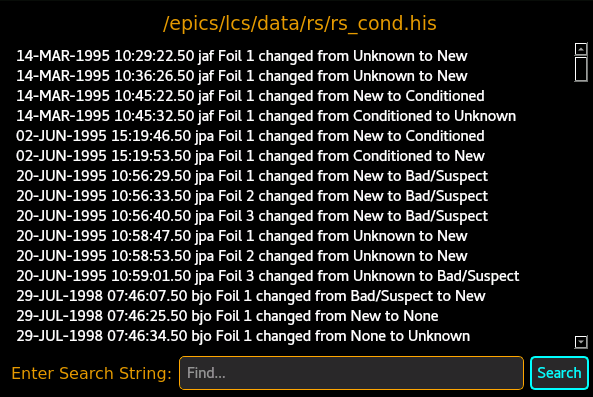 /epics/lcs/data/rs/rs_cond.his
14-MAR-1995 10:29:22.50 jaf Foil 1 changed from Unknown to New
14-MAR-1995 10:36:26.50 jaf Foil 1 changed from Unknown to New
14-MAR-1995 10:45:22.50 jaf Foil 1 changed from New to Conditioned
14-MAR-1995 10:45:32.50 jaf Foil 1 changed from Conditioned to Unknown
02-JUN-1995 15:19:46.50 jpa Foil 1 changed from New to Conditioned
02-JUN-1995 15:19:53.50 jpa Foil 1 changed from Conditioned to New
20-JUN-1995 10:56:29.50 jpa Foil 1 changed from New to Bad/Suspect
20-JUN-1995 10:56:33.50 jpa Foil 2 changed from New to Bad/Suspect
20-JUN-1995 10:56:40.50 jpa Foil 3 changed from New to Bad/Suspect
20-JUN-1995 10:58:47.50 jpa Foil 1 changed from Unknown to New
20-JUN-1995 10:58:53.50 jpa Foil 2 changed from Unknown to New
20-JUN-1995 10:59:01.50 jpa Foil 3 changed from Unknown to Bad/Suspect
29-JUL-1998 07:46:07.50 bjo Foil 1 changed from Bad/Suspect to New
29-JUL-1998 07:46:25.50 bjo Foil 1 changed from New to None
29-JUL-1998 07:46:34.50 bjo Foil 1 changed from None to Unknown
Enter Search String: Find... Search